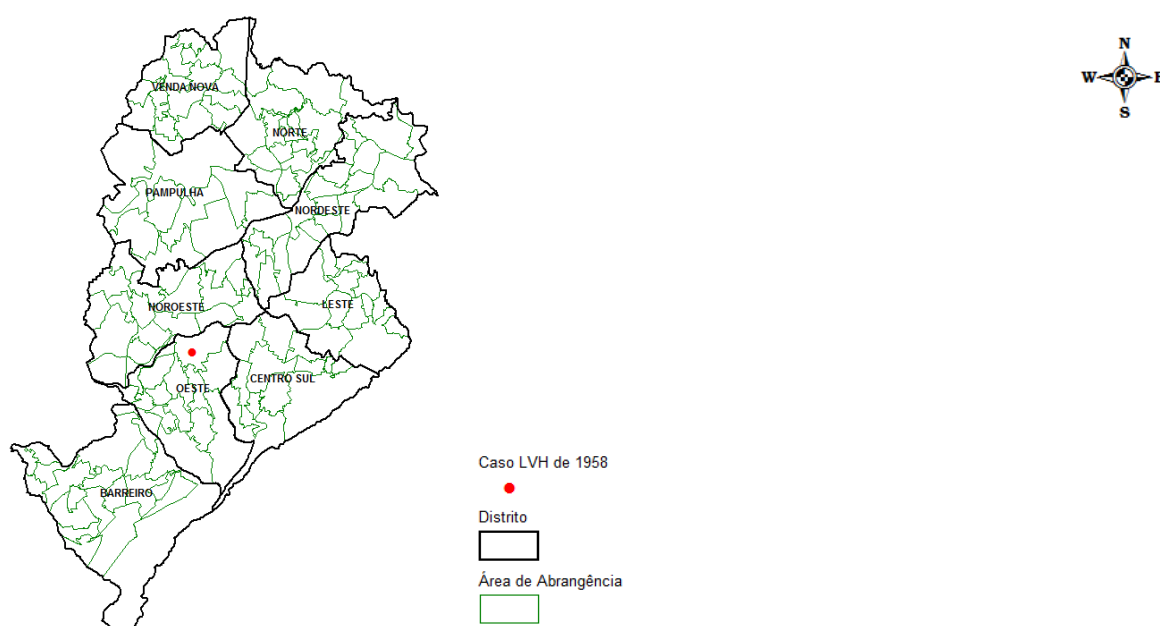 N
W
E
S
VENDA NOVA
NORTE
PAMPULHA
NORDESTE
NOROESTE
LESTE
OESTE
CENTRO SUL
BARREIRO
Caso LVH de 1958
Distrito
Área de Abrangência